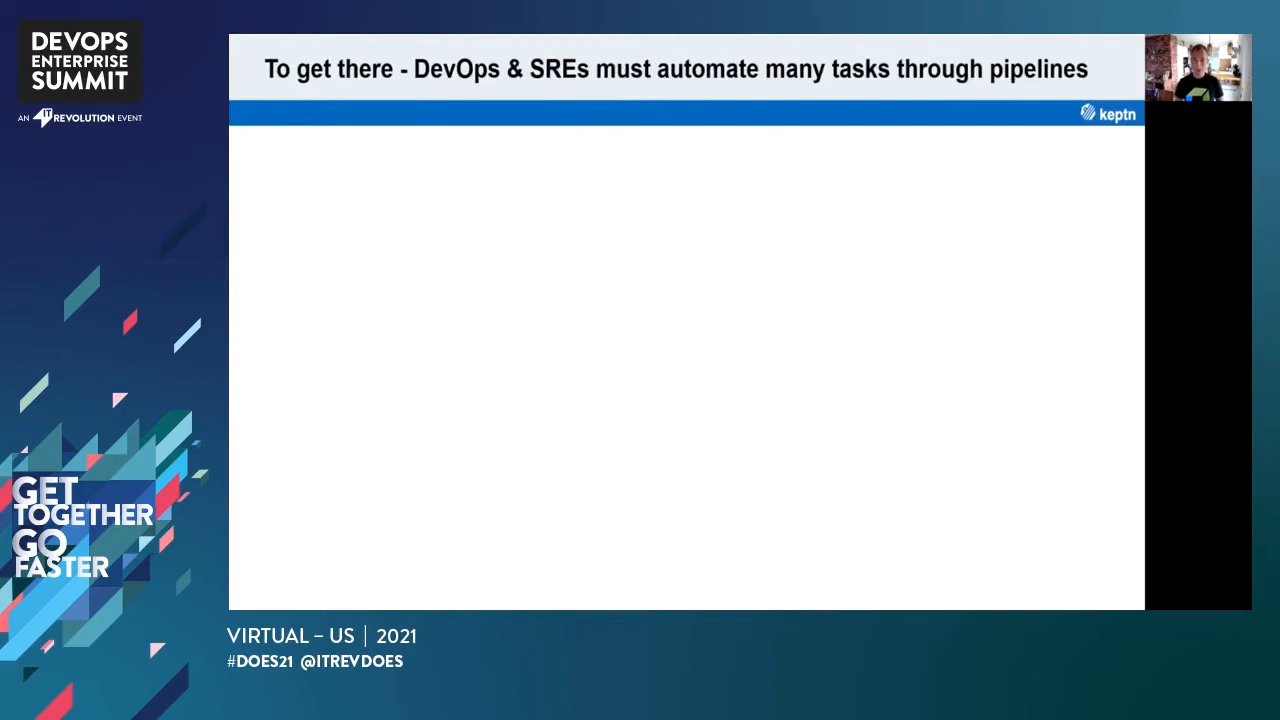 DEVOPS
ENTERPRISE
SUMMIT
AN IT REVOLUTION EVENT
To get there - DevOps & SREs must automate many tasks through pipelines
keptn
GET
TOGETHER
GO
FASTER
VIRTUAL – US | 2021
#DOES21 @ITREVDOES